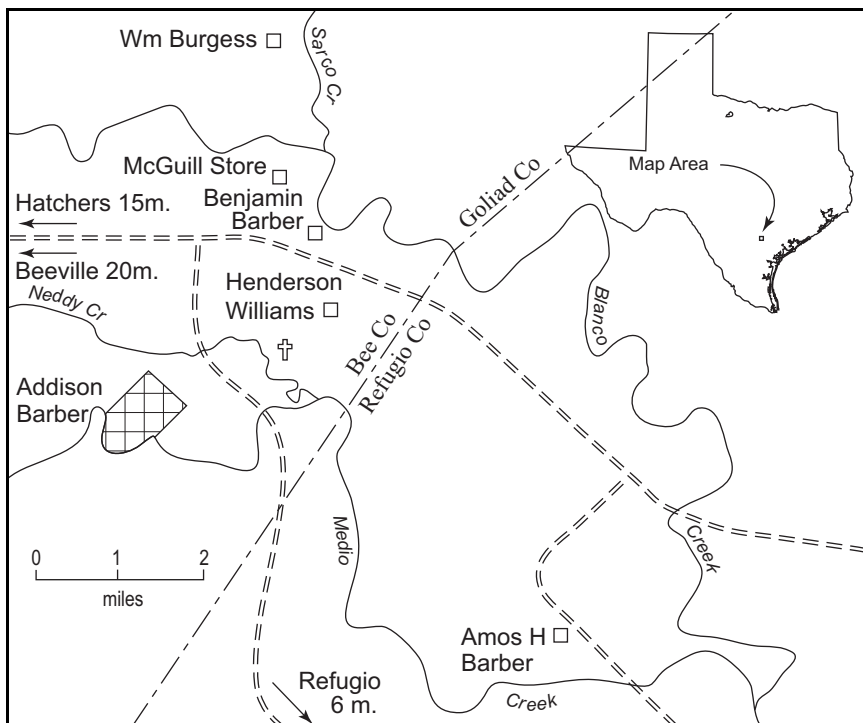 Wm Burgess
Sarco Cr
McGuill Store
Hatchers 15m.
Benjamin
Barber
Beeville 20m.
Neddy Cr
Henderson
Williams
Goliad Co
Map Area
Blanco
Bee Co
Refugio Co
Addison
Barber
Medio
Creek
0 1 2
miles
Amos H
Barber
Refugio
6 m.
Creek